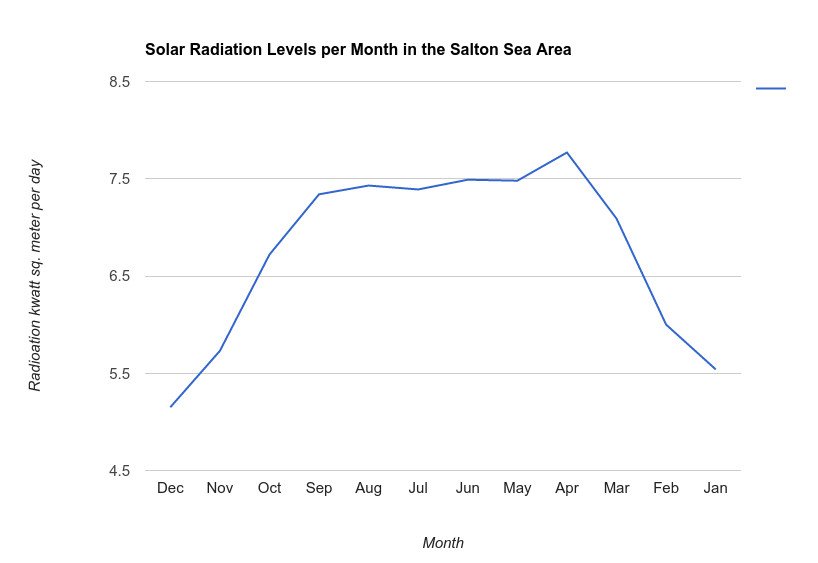 Solar Radiation Levels per Month in the Salton Sea Area
8.5
7.5
6.5
5.5
4.5
Radioation kwatt sq. meter per day
Dec Nov Oct Sep Aug Jul Jun May Apr Mar Feb Jan
Month